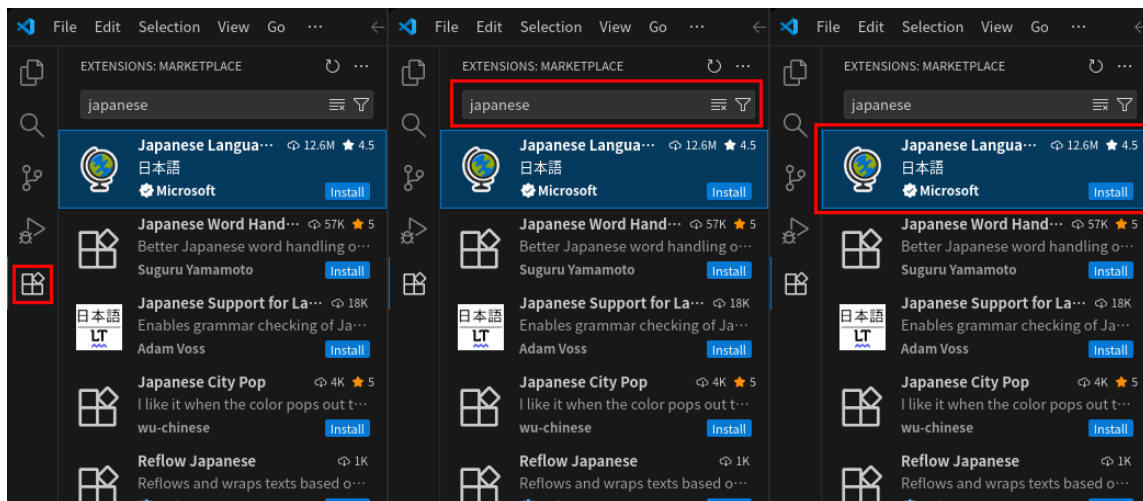 File Edit Selection View Go ···
EXTENSIONS: MARKETPLACE
japanese
Japanese Langua··· 12.6M ★ 4.5
日本語
Microsoft Install
Japanese Word Hand··· 57K ★ 5
Better Japanese word handling o···
Suguru Yamamoto Install
日本語
LT
Japanese Support for La··· 18K
Enables grammar checking of Ja···
Adam Voss Install
Japanese City Pop 4K ★ 5
I like it when the color pops out t···
wu-chinese Install
Reflow Japanese 1K
Reflows and wraps texts based o···
File Edit Selection View Go ···
EXTENSIONS: MARKETPLACE
japanese
Japanese Langua··· 12.6M ★ 4.5
日本語
Microsoft Install
Japanese Word Hand··· 57K ★ 5
Better Japanese word handling o···
Suguru Yamamoto Install
日本語
LT
Japanese Support for La··· 18K
Enables grammar checking of Ja···
Adam Voss Install
Japanese City Pop 4K ★ 5
I like it when the color pops out t···
wu-chinese Install
Reflow Japanese 1K
Reflows and wraps texts based o···
File Edit Selection View Go ···
EXTENSIONS: MARKETPLACE
japanese
Japanese Langua··· 12.6M ★ 4.5
日本語
Microsoft Install
Japanese Word Hand··· 57K ★ 5
Better Japanese word handling o···
Suguru Yamamoto Install
日本語
LT
Japanese Support for La··· 18K
Enables grammar checking of Ja···
Adam Voss Install
Japanese City Pop 4K ★ 5
I like it when the color pops out t···
wu-chinese Install
Reflow Japanese 1K
Reflows and wraps texts based o···